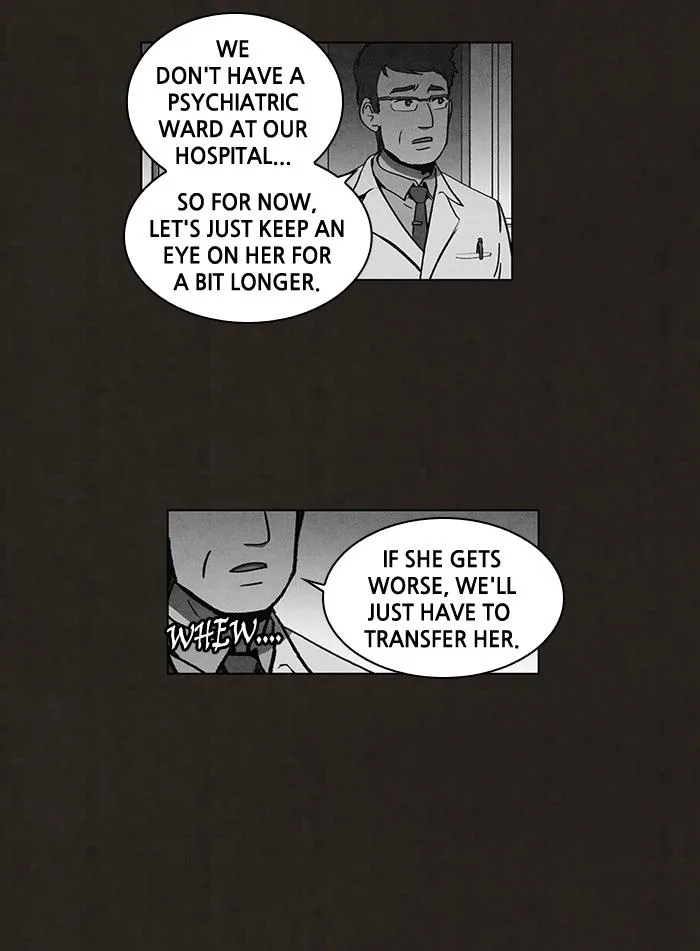 WE
DON'T HAVE A
PSYCHIATRIC
WARD AT OUR
HOSPITAL...
SO FOR NOW,
LET'S JUST KEEP AN
EYE ON HER FOR
A BIT LONGER.
IF SHE GETS
WORSE, WE'LL
JUST HAVE TO
TRANSFER HER.
WHEW....